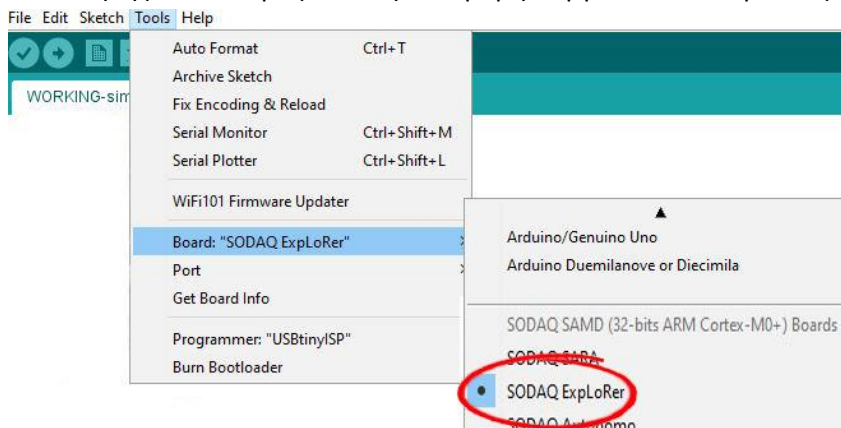 File Edit Sketch Tools Help
Auto Format Ctrl+T
Archive Sketch
WORKING-sim
Fix Encoding & Reload
Serial Monitor Ctrl+Shift+M
Serial Plotter Ctrl+Shift+L
WiFi101 Firmware Updater
Board: "SODAQ ExpLoRer"
Port
Get Board Info
Programmer: "USBtinyISP"
Burn Bootloader
Arduino/Genuino Uno
Arduino Duemilanove or Diecimila
SODAQ SAMD (32-bits ARM Cortex-M0+) Boards
SODAQ SARA
SODAQ ExpLoRer
SODAQ Autonomo